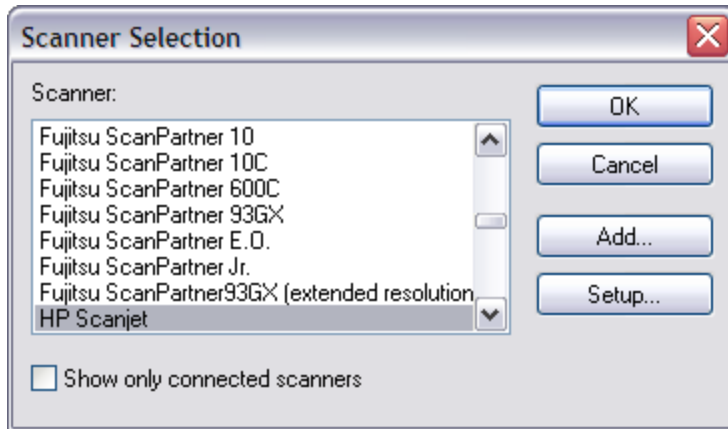 Scanner Selection
Scanner:
Fujitsu ScanPartner 10
Fujitsu ScanPartner 10C
Fujitsu ScanPartner 600C
Fujitsu ScanPartner 93GX
Fujitsu ScanPartner E.O.
Fujitsu ScanPartner Jr.
Fujitsu ScanPartner93GX (extended resolution
HP Scanjet
Show only connected scanners
OK
Cancel
Add...
Setup...